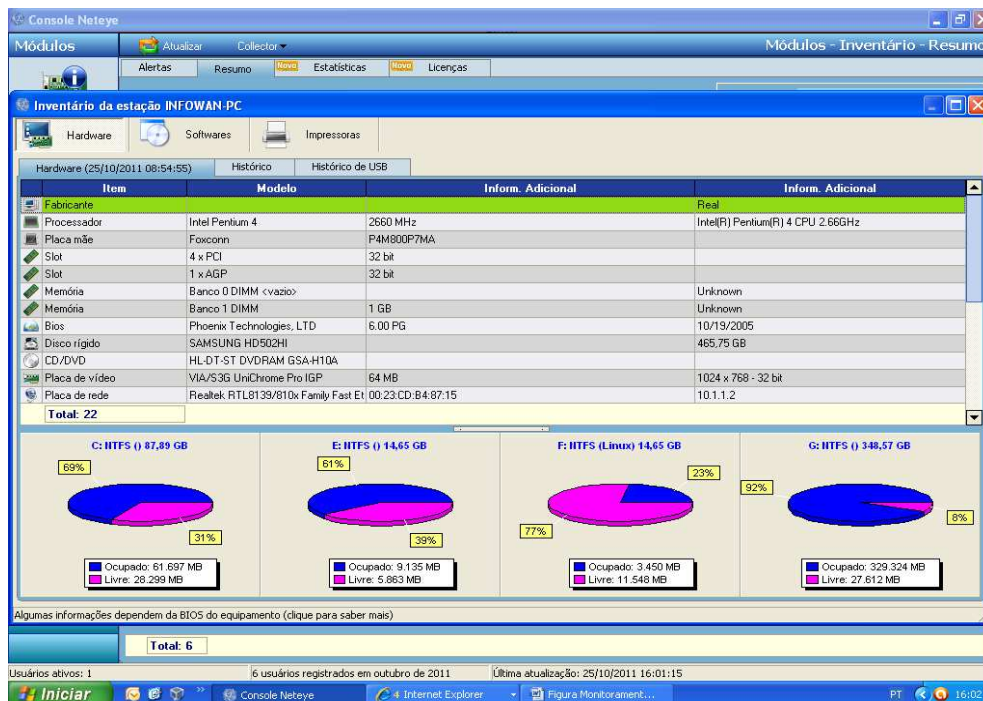 Console Neteye
Módulos Atualizar Collector Módulos - Inventário - Resumo
Alertas Resumo Novo Estatísticas Novo Licenças
Inventário da estação INFOWAN-PC
Hardware Softwares Impressoras
Hardware (25/10/2011 08:54:55) Histórico Histórico de USB
Item Modelo Inform. Adicional Inform. Adicional
Fabricante Real
Processador Intel Pentium 4 2660 MHz Intel(R) Pentium(R) 4 CPU 2.66GHz
Placa mãe Foxconn P4M800P7MA
Slot 4 x PCI 32 bit
Slot 1 x AGP 32 bit
Memória Banco 0 DIMM <vazio> Unknown
Memória Banco 1 DIMM 1 GB Unknown
Bios Phoenix Technologies, LTD 6.00 PG 10/19/2005
Disco rígido SAMSUNG HD502HI 465,75 GB
CD/DVD HL-DT-ST DVDRAM GSA-H10A
Placa de vídeo VIA/S3G UniChrome Pro IGP 64 MB 1024 x 768 - 32 bit
Placa de rede Realtek RTL8139/810x Family Fast Et 00:23:CD:B4:87:15 10.1.1.2
Total: 22
C: NTFS () 87,89 GB E: NTFS () 14,65 GB F: NTFS (Linux) 14,65 GB G: NTFS () 348,57 GB
69% 31% 61% 39% 23% 77% 92% 8%
Ocupado: 61.697 MB Ocupado: 9.135 MB Ocupado: 3.450 MB Ocupado: 329.324 MB
Livre: 28.299 MB Livre: 5.863 MB Livre: 11.548 MB Livre: 27.612 MB
Algumas informações dependem da BIOS do equipamento (clique para saber mais)
Total: 6
Usuários ativos: 1 6 usuários registrados em outubro de 2011 Última atualização: 25/10/2011 16:01:15
Iniciar Console Neteye 4 Internet Explorer Figura Monitorament... PT 16:02